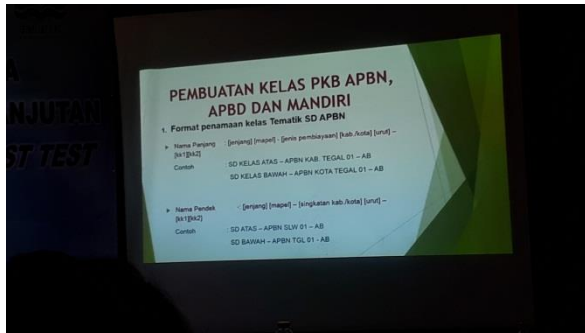 A
NJUTAN
ST TEST
PEMBUATAN KELAS PKB APBN,
APBD DAN MANDIRI
1. Format penamaan kelas Tematik SD APBN
Nama Panjang : [jenjang] [mapel] - [jenis pembiayaan] [kab./kota] [urut] –
[kk1][kk2]
Contoh : SD KELAS ATAS – APBN KAB. TEGAL 01 – AB
SD KELAS BAWAH – APBN KOTA TEGAL 01 – AB
Nama Pendek : [jenjang] [mapel] – [singkatan kab./kota] [urut] –
[kk1][kk2]
Contoh : SD ATAS – APBN SLW 01 – AB
SD BAWAH – APBN TGL 01 - AB